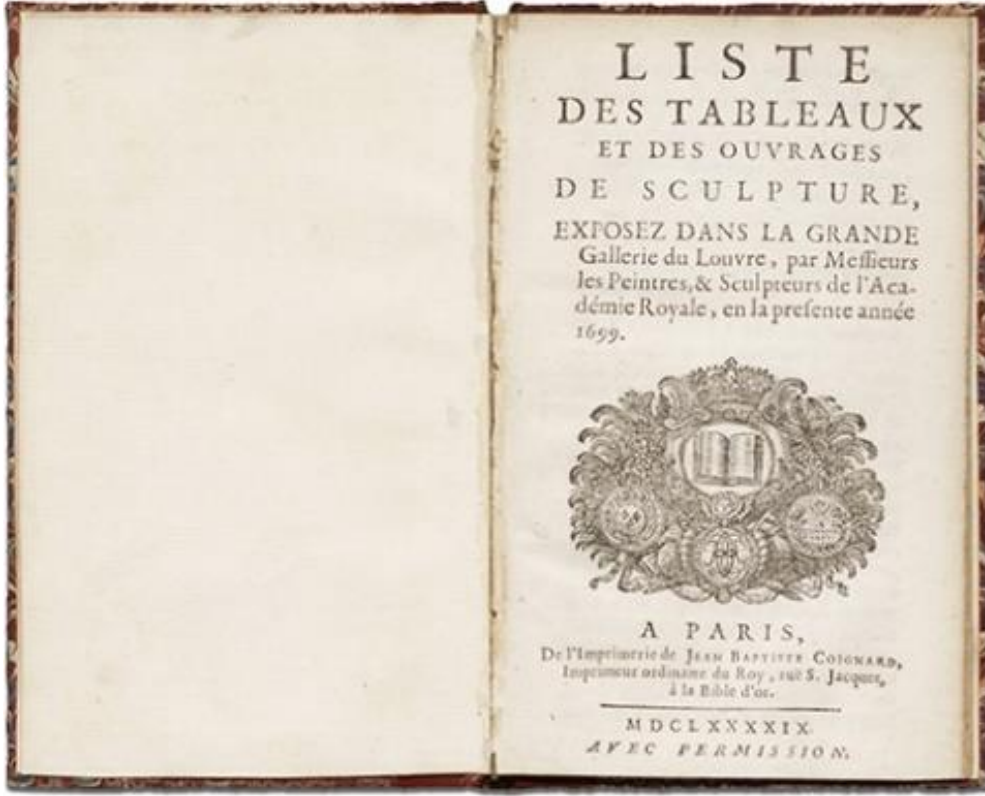 LISTE
DES TABLEAUX
ET DES OUVRAGES
DE SCULPTURE,
EXPOSEZ DANS LA GRANDE
Gallerie du Louvre, par Meſſieurs
les Peintres, & Sculpteurs de l'Aca-
démie Royale, en la preſente année
1699.
A PARIS,
De l'Imprimerie de JEAN BAPTISTE COIGNARD,
Imprimeur ordinaire du Roy, ruë S. Jacques,
à la Bible d'or.
MDCLXXXXIX.
AVEC PERMISSION.